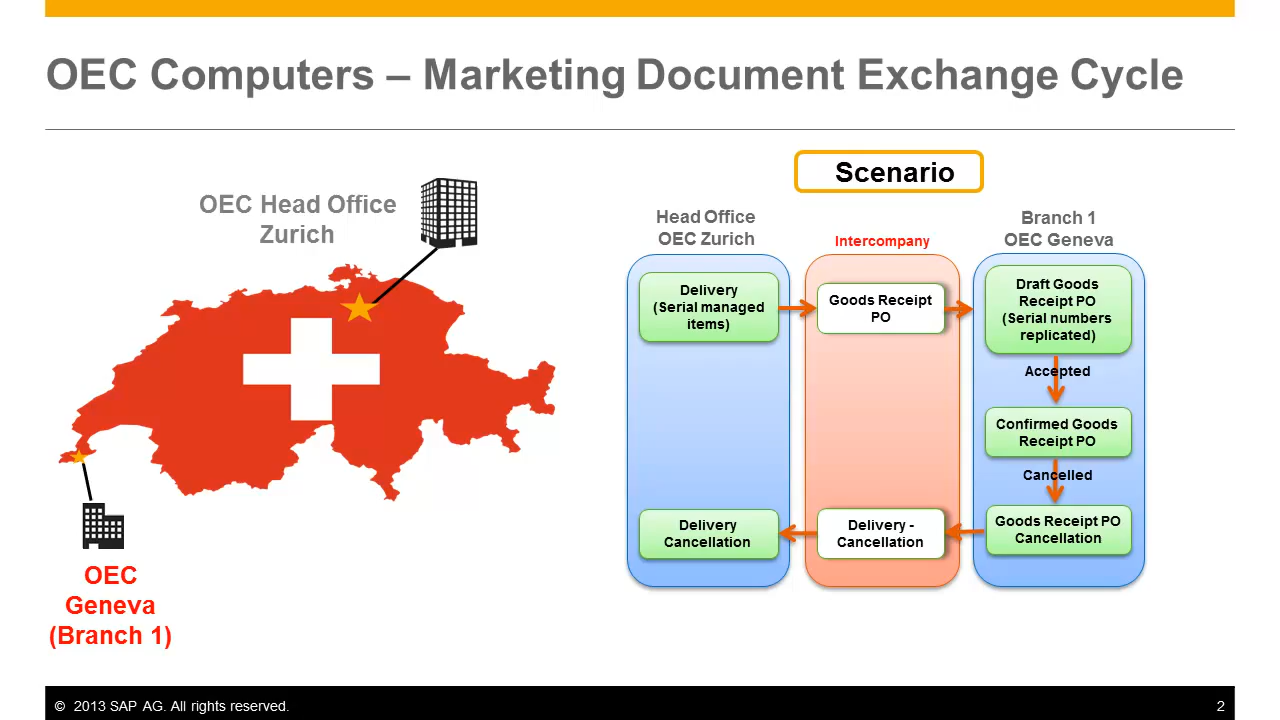 OEC Computers – Marketing Document Exchange Cycle
OEC Head Office
Zurich
OEC
Geneva
(Branch 1)
Scenario
Head Office
OEC Zurich
Intercompany
Branch 1
OEC Geneva
Delivery
(Serial managed
items)
Goods Receipt
PO
Draft Goods
Receipt PO
(Serial numbers
replicated)
Accepted
Confirmed Goods
Receipt PO
Cancelled
Goods Receipt PO
Cancellation
Delivery -
Cancellation
Delivery
Cancellation
© 2013 SAP AG. All rights reserved.
2